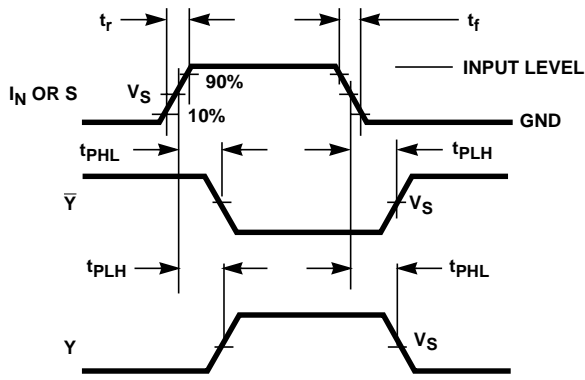 tr
tf
INPUT LEVEL
90%
IN OR S
VS
10%
GND
tPHL
tPLH
Y̅
VS
tPLH
tPHL
Y
VS